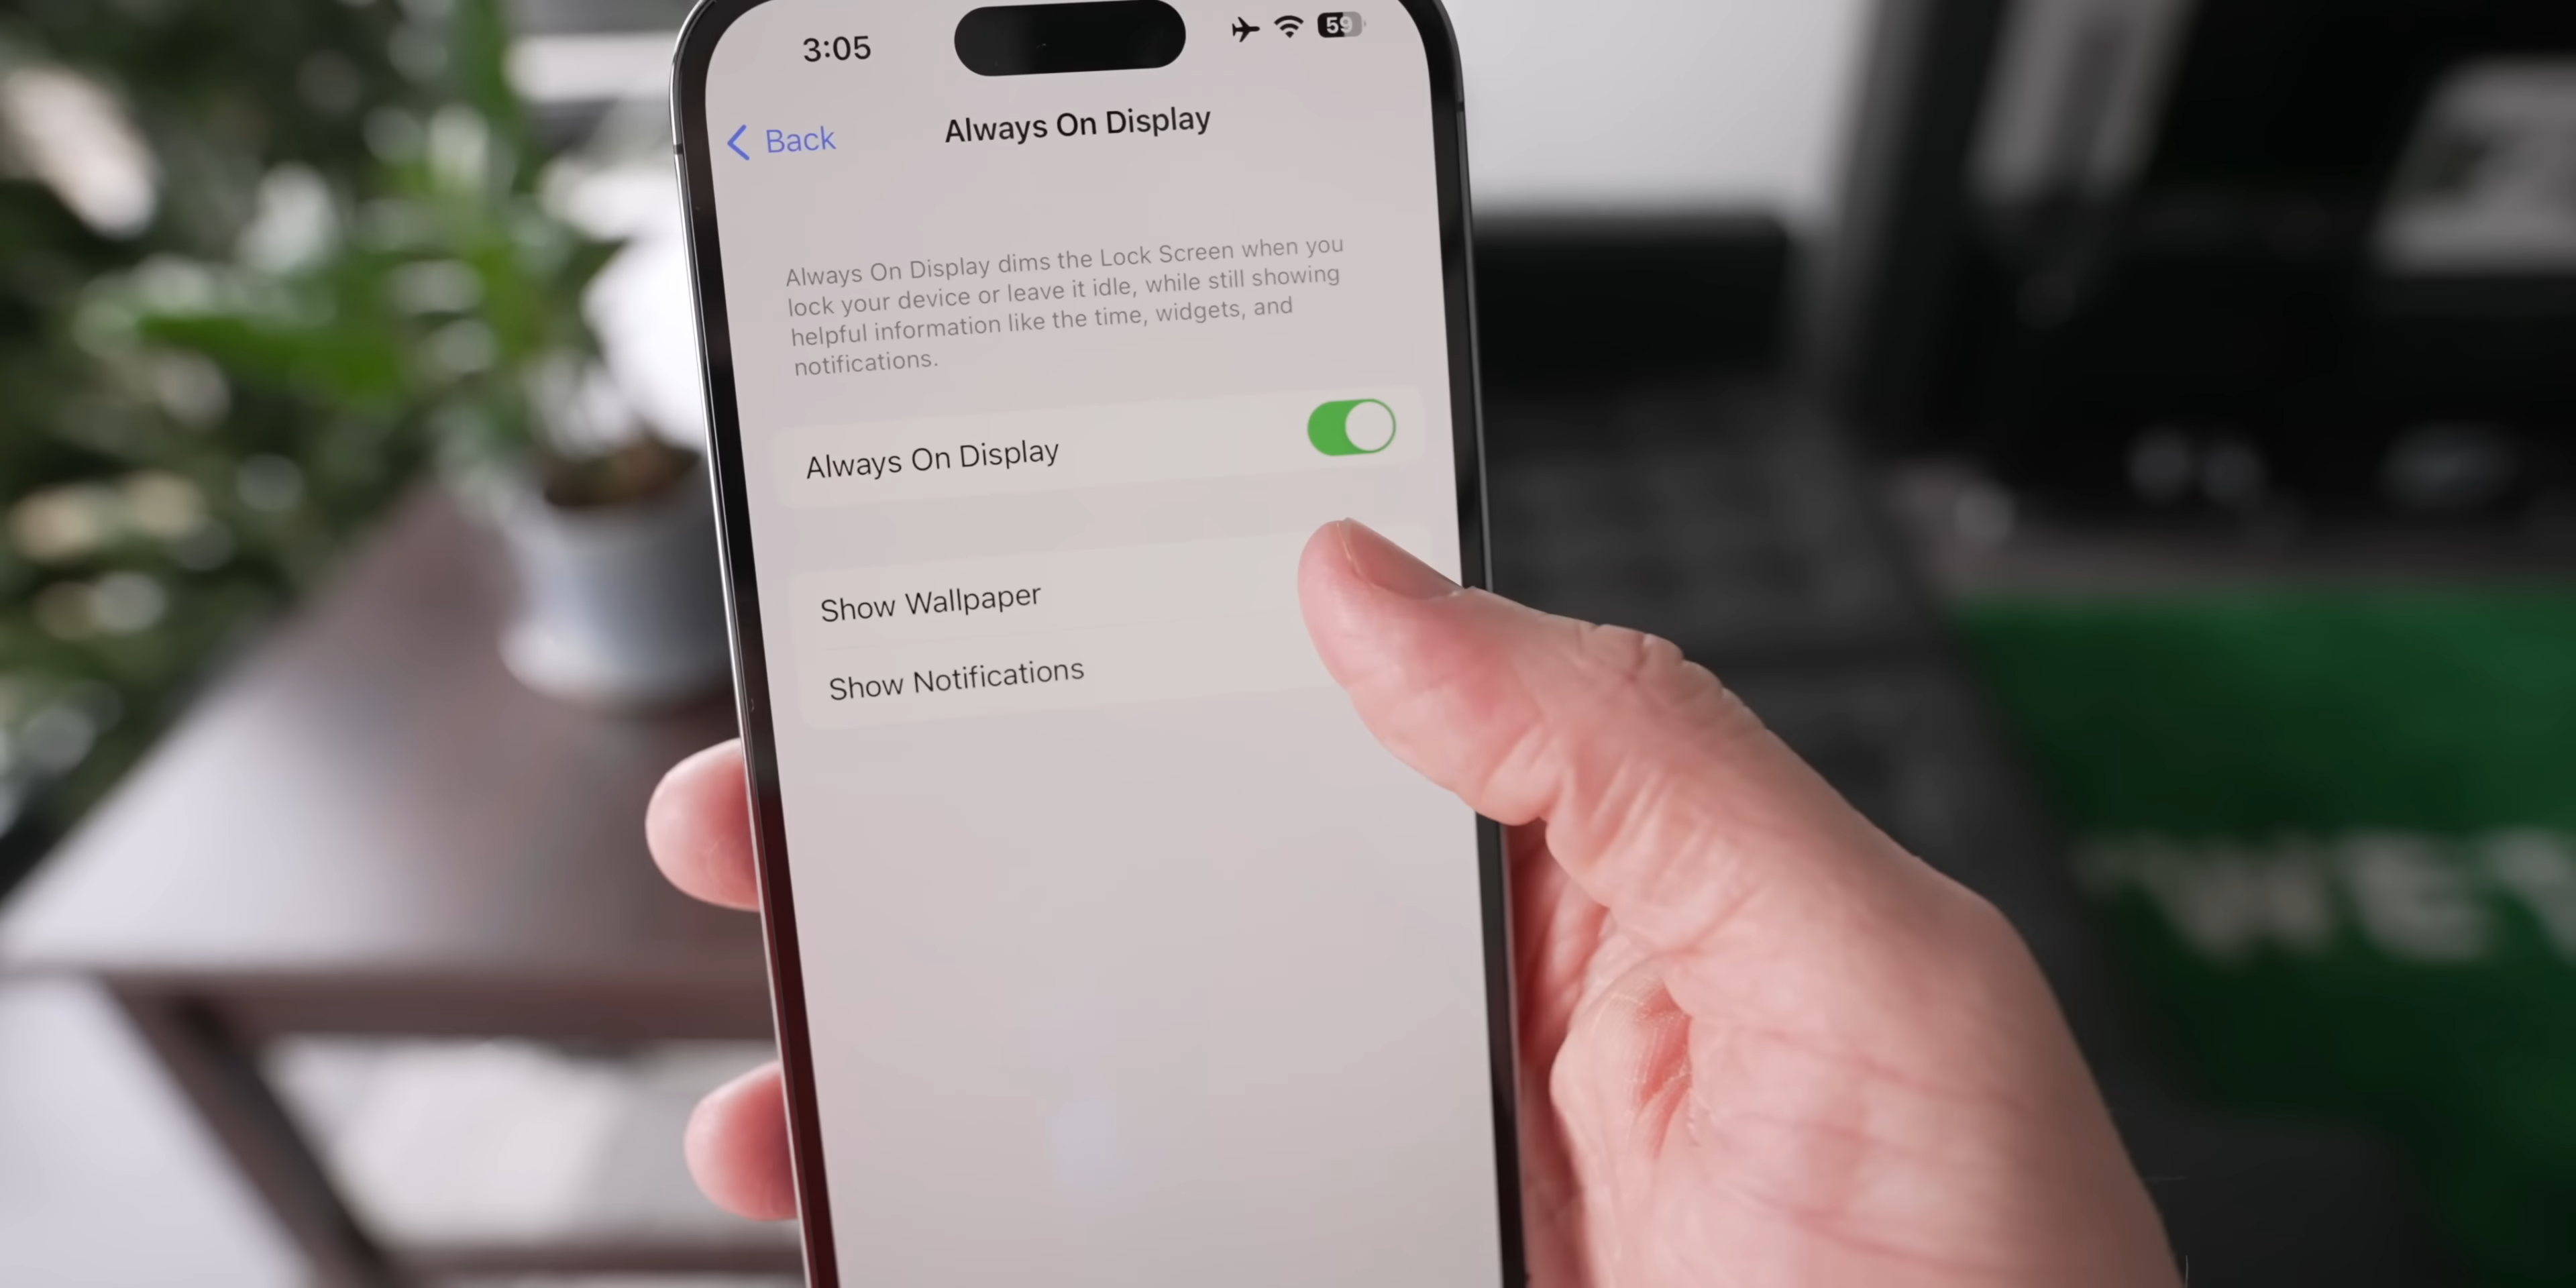 3:05
59
Back
Always On Display
Always On Display dims the Lock Screen when you
lock your device or leave it idle, while still showing
helpful information like the time, widgets, and
notifications.
Always On Display
Show Wallpaper
Show Notifications